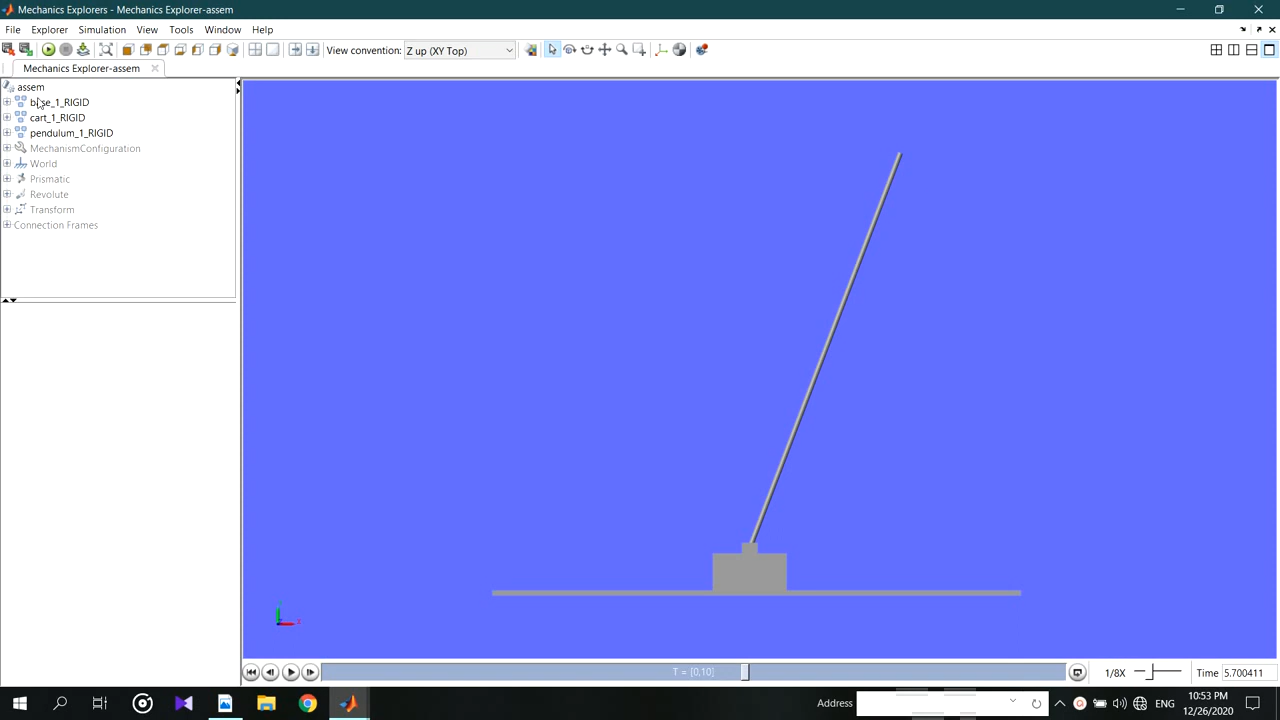 Mechanics Explorers - Mechanics Explorer-assem
File Explorer Simulation View Tools Window Help
View convention: Z up (XY Top)
Mechanics Explorer-assem
assem
base_1_RIGID
cart_1_RIGID
pendulum_1_RIGID
MechanismConfiguration
World
Prismatic
Revolute
Transform
Connection Frames
T = {0,10}
1/8X
Time 5.700411
Address
ENG
10:53 PM
12/26/2020